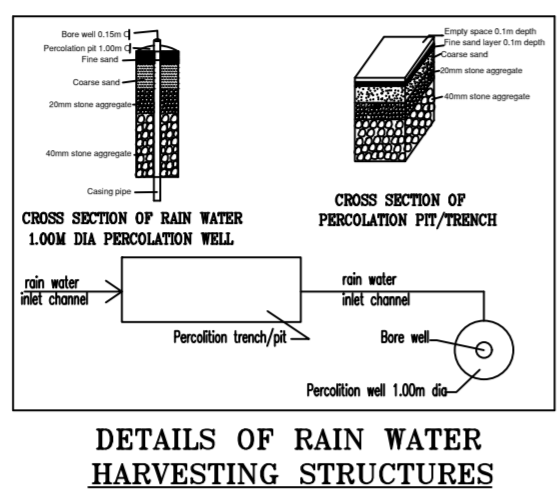 Bore well 0.15m
Percolation pit 1.00m
Fine sand
Coarse sand
20mm stone aggregate
40mm stone aggregate
Casing pipe
CROSS SECTION OF RAIN WATER
1.00M DIA PERCOLATION WELL
Empty space 0.1m depth
Fine sand layer 0.1m depth
Coarse sand
20mm stone aggregate
40mm stone aggregate
CROSS SECTION OF
PERCOLATION PIT/TRENCH
rain water
inlet channel
Percolition trench/pit
rain water
inlet channel
Bore well
Percolition well 1.00m dia
DETAILS OF RAIN WATER
HARVESTING STRUCTURES